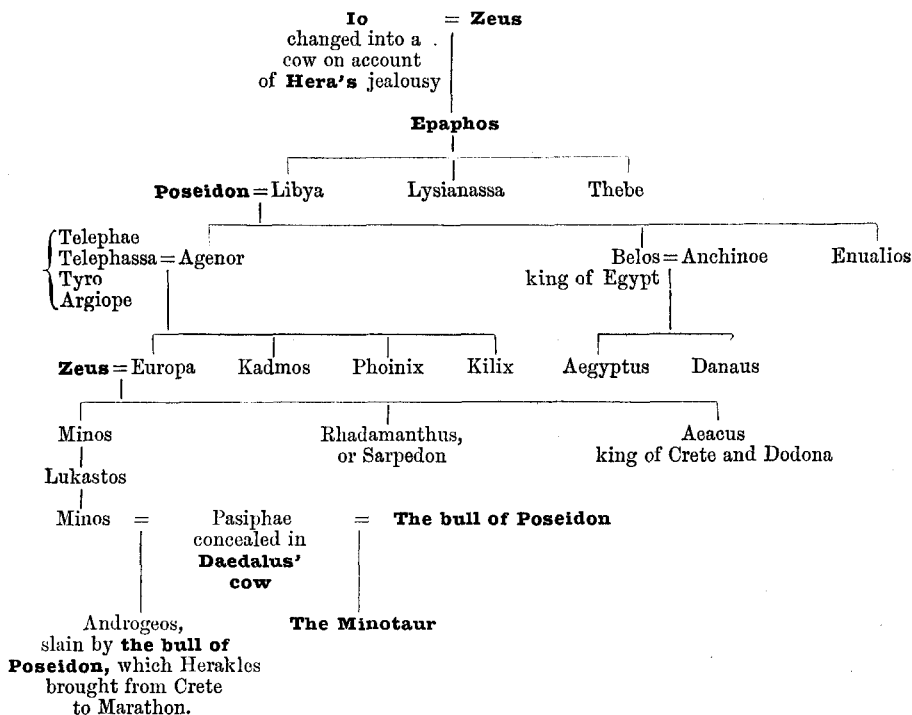 Io = Zeus
changed into a
cow on account
of Hera's jealousy
Epaphos
Poseidon = Libya Lysianassa Thebe
Telephae
Telephassa = Agenor Belos = Anchinoe Enualios
Tyro king of Egypt
Argiope
Zeus = Europa Kadmos Phoinix Kilix Aegyptus Danaus
Minos Rhadamanthus, Aeacus
or Sarpedon king of Crete and Dodona
Lukastos
Minos = Pasiphae = The bull of Poseidon
concealed in
Daedalus'
cow
Androgeos, The Minotaur
slain by the bull of
Poseidon, which Herakles
brought from Crete
to Marathon.